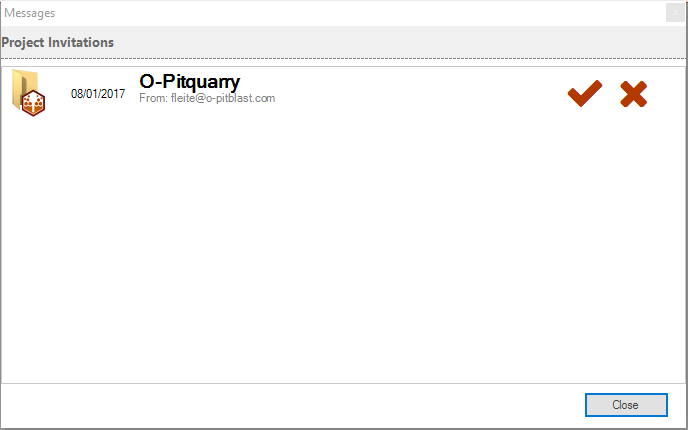 Messages
Project Invitations
08/01/2017
O-Pitquarry
From: fleite@o-pitblast.com
Close